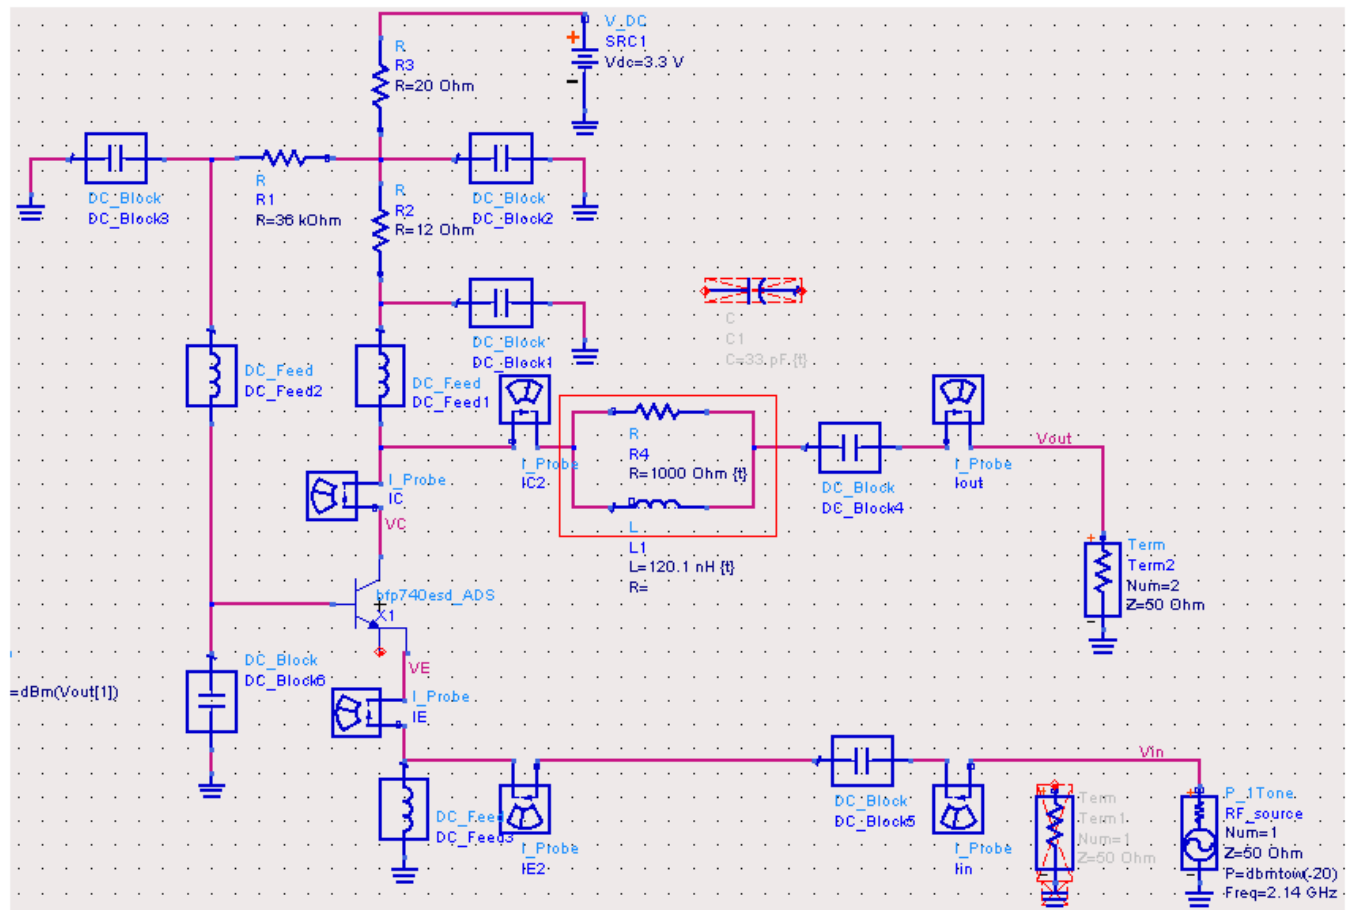 V_DC
SRC1
Vdc=3.3 V
R
R3
R=20 Ohm
DC_Block
DC_Block3
R
R1
R=36 kOhm
R
R2
R=12 Ohm
DC_Block
DC_Block2
C
C1
C=33 pF {t}
DC_Block
DC_Block1
DC_Feed
DC_Feed2
DC_Feed
DC_Feed1
I_Probe
IC2
R
R4
R=1000 Ohm {t}
L
L1
L=120.1 nH {t}
R=
DC_Block
DC_Block4
I_Probe
Iout
Vout
I_Probe
IC
VC
Term
Term2
Num=2
Z=50 Ohm
bfp740esd_ADS
X1
VE
DC_Block
DC_Block6
=dBm(Vout[1])
I_Probe
IE
DC_Feed
DC_Feed3
I_Probe
IE2
DC_Block
DC_Block5
I_Probe
Iin
Vin
Term
Term1
Num=1
Z=50 Ohm
P_1Tone
RF_source
Num=1
Z=50 Ohm
P=dbmtow(-20)
Freq=2.14 GHz